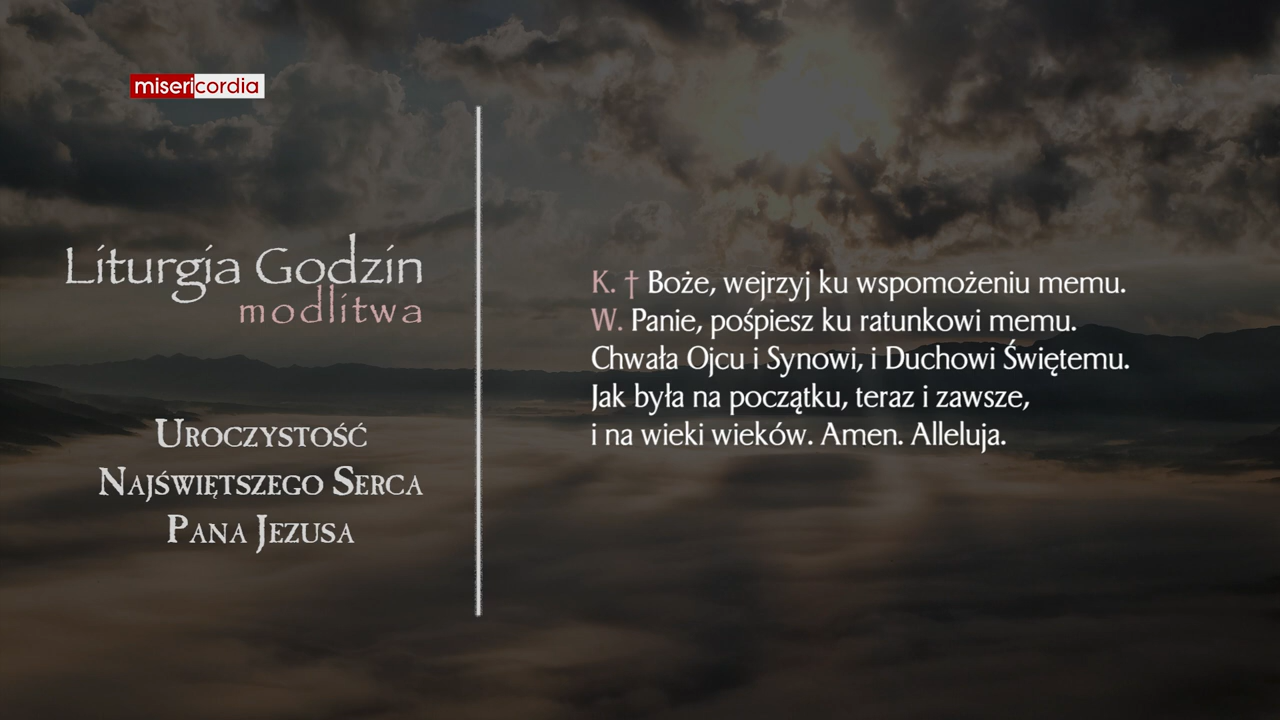 misericordia
Liturgia Godzin
modlitwa
Uroczystość
Najświętszego Serca
Pana Jezusa
K. † Boże, wejrzyj ku wspomożeniu memu.
W. Panie, pośpiesz ku ratunkowi memu.
Chwała Ojcu i Synowi, i Duchowi Świętemu.
Jak była na początku, teraz i zawsze,
i na wieki wieków. Amen. Alleluja.